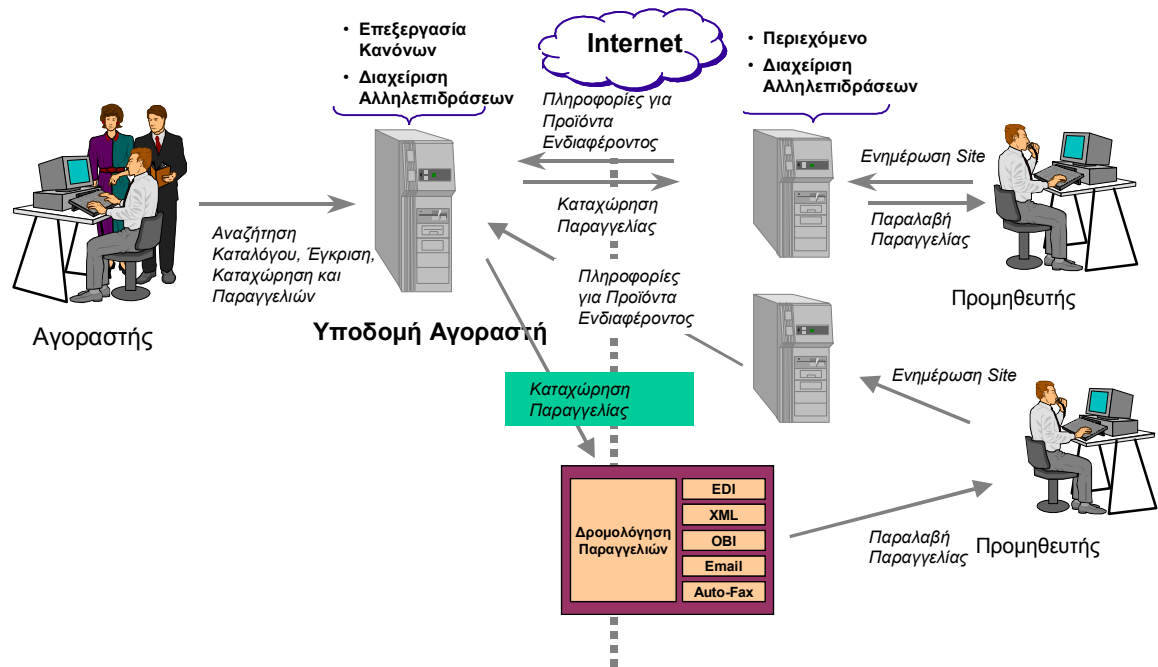 • Επεξεργασία
Κανόνων
• Διαχείριση
Αλληλεπιδράσεων
Internet
• Περιεχόμενο
• Διαχείριση
Αλληλεπιδράσεων
Πληροφορίες για
Προϊόντα
Ενδιαφέροντος
Ενημέρωση Site
Καταχώρηση
Παραγγελίας
Παραλαβή
Παραγγελίας
Αναζήτηση
Καταλόγου, Έγκριση,
Καταχώρηση και
Παραγγελιών
Πληροφορίες
για Προϊόντα
Ενδιαφέροντος
Προμηθευτής
Αγοραστής
Υποδομή Αγοραστή
Καταχώρηση
Παραγγελίας
Ενημέρωση Site
Δρομολόγηση
Παραγγελιών
EDI
XML
OBI
Email
Auto-Fax
Παραλαβή
Παραγγελίας
Προμηθευτής